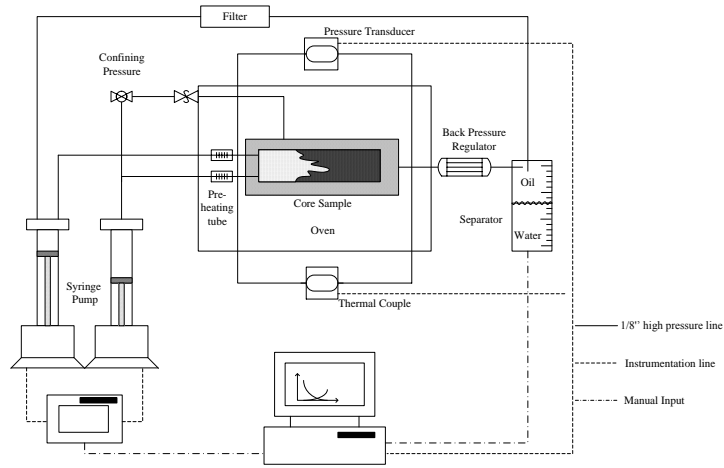 Filter
Pressure Transducer
Confining
Pressure
Back Pressure
Regulator
Pre-
heating
tube
Core Sample
Oven
Oil
Separator
Water
Syringe
Pump
Thermal Couple
1/8" high pressure line
Instrumentation line
Manual Input